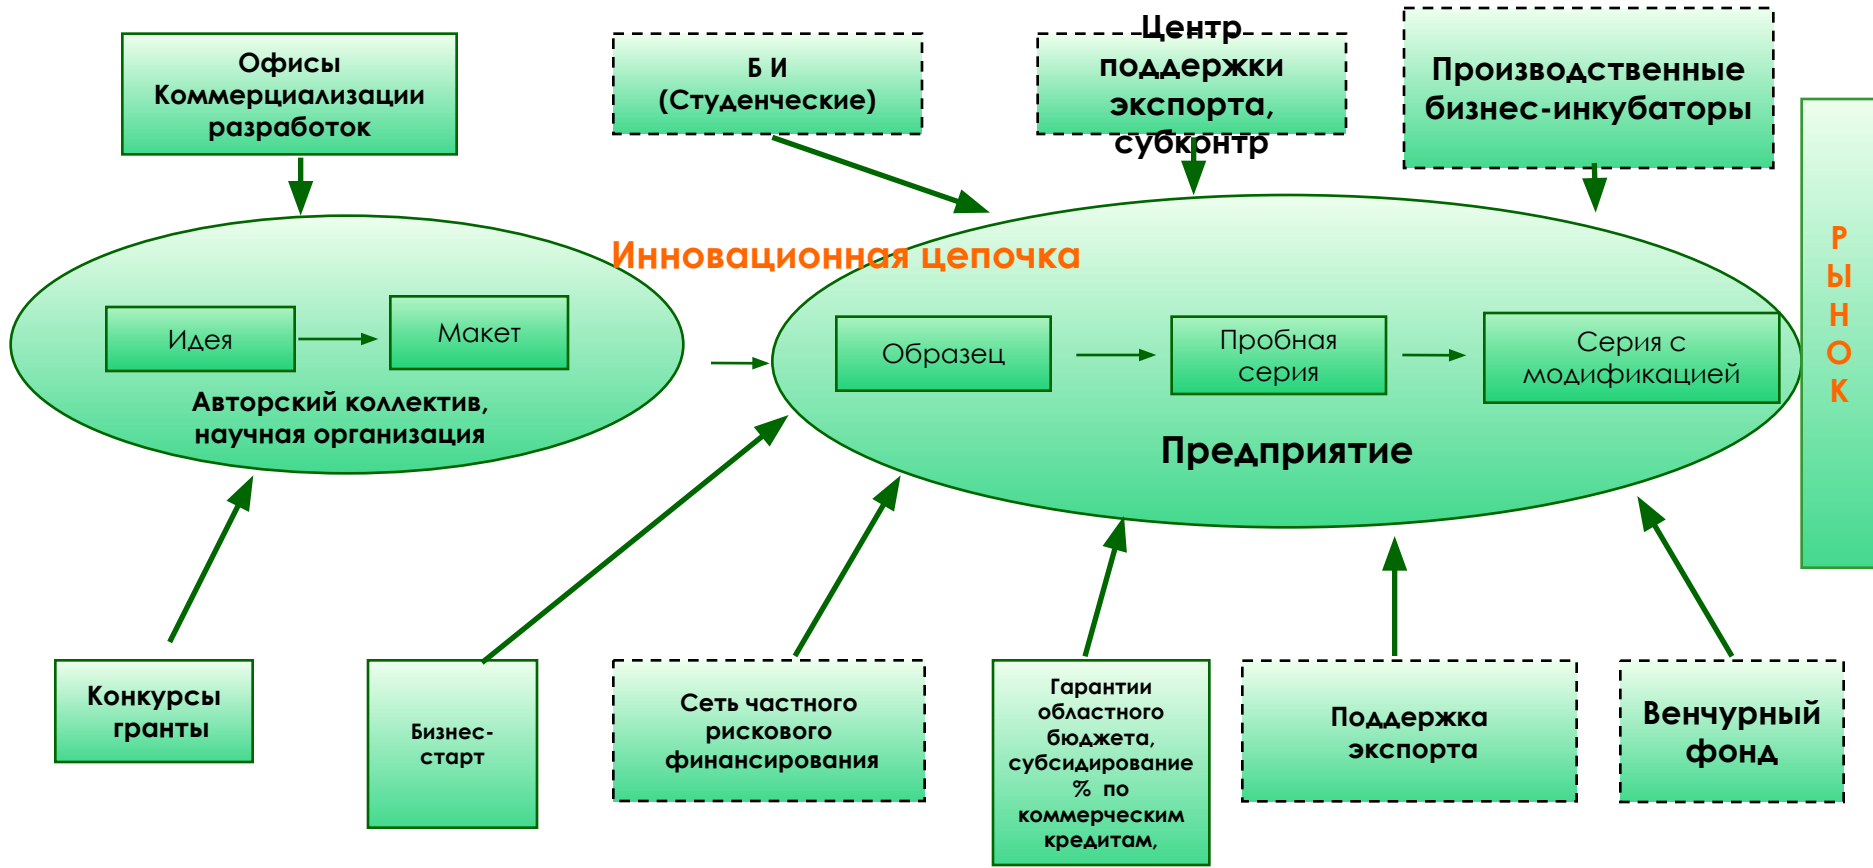 Офисы
Коммерциализации
разработок
Б И
(Студенческие)
Центр
поддержки
экспорта,
субконтр
Производственные
бизнес-инкубаторы
Инновационная цепочка
Идея
Макет
Авторский коллектив,
научная организация
Образец
Пробная
серия
Серия с
модификацией
Предприятие
Р
Ы
Н
О
К
Конкурсы
гранты
Бизнес-
старт
Сеть частного
рискового
финансирования
Гарантии
областного
бюджета,
субсидирование
% по
коммерческим
кредитам,
Поддержка
экспорта
Венчурный
фонд